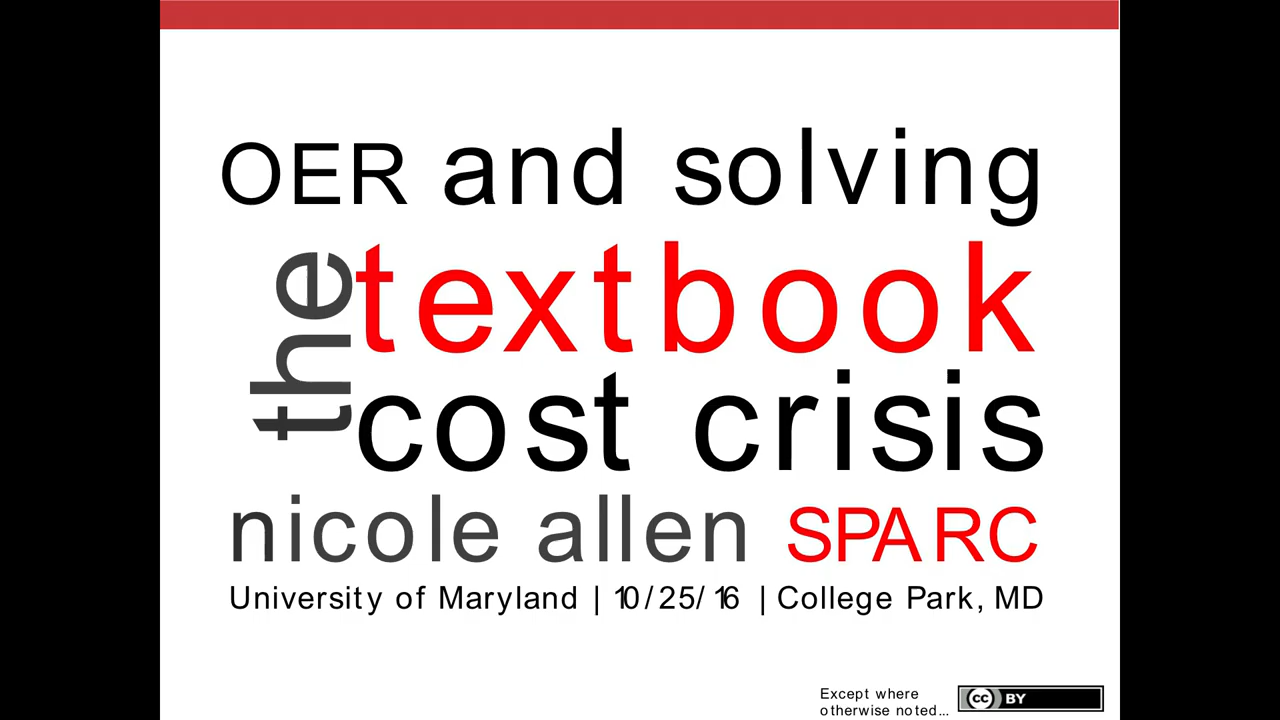 OER and solving
the textbook
cost crisis
nicole allen SPARC
University of Maryland | 10/25/16 | College Park, MD
Except where
otherwise noted...
cc BY